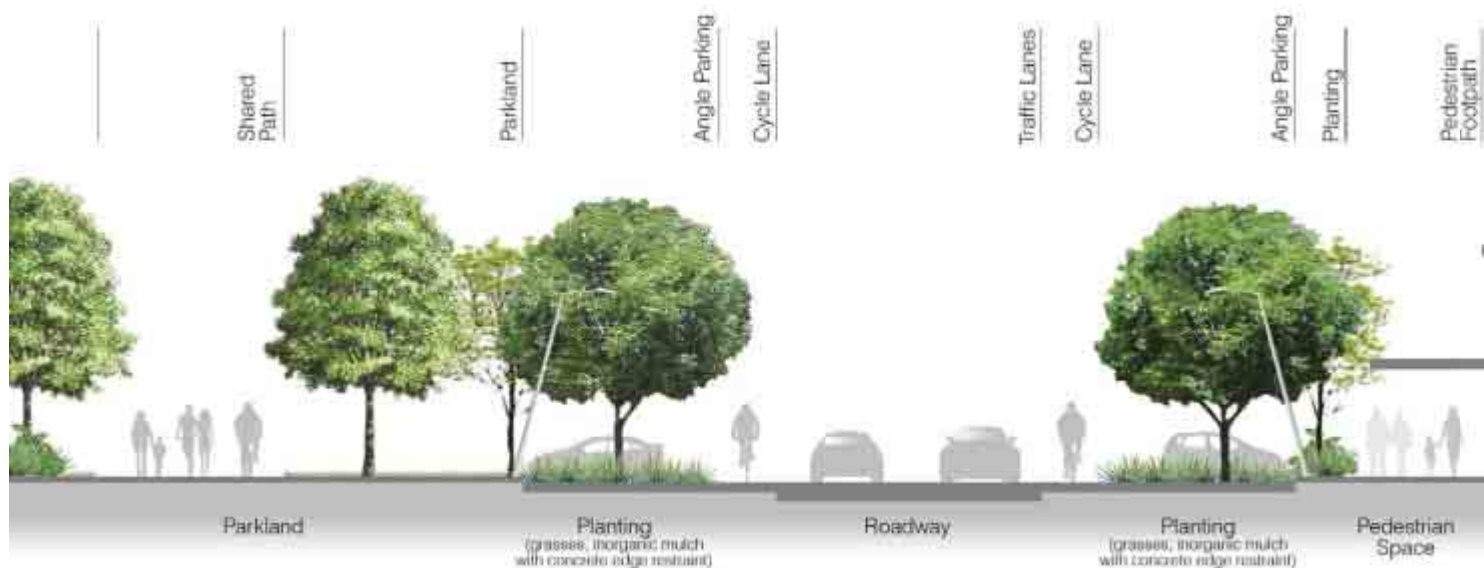 Shared
Path
Parkland
Angle Parking
Cycle Lane
Traffic Lanes
Cycle Lane
Angle Parking
Planting
Pedestrian
Footpath
Parkland
Planting
(grasses, inorganic mulch
with concrete edge restraint)
Roadway
Planting
(grasses, inorganic mulch
with concrete edge restraint)
Pedestrian
Space